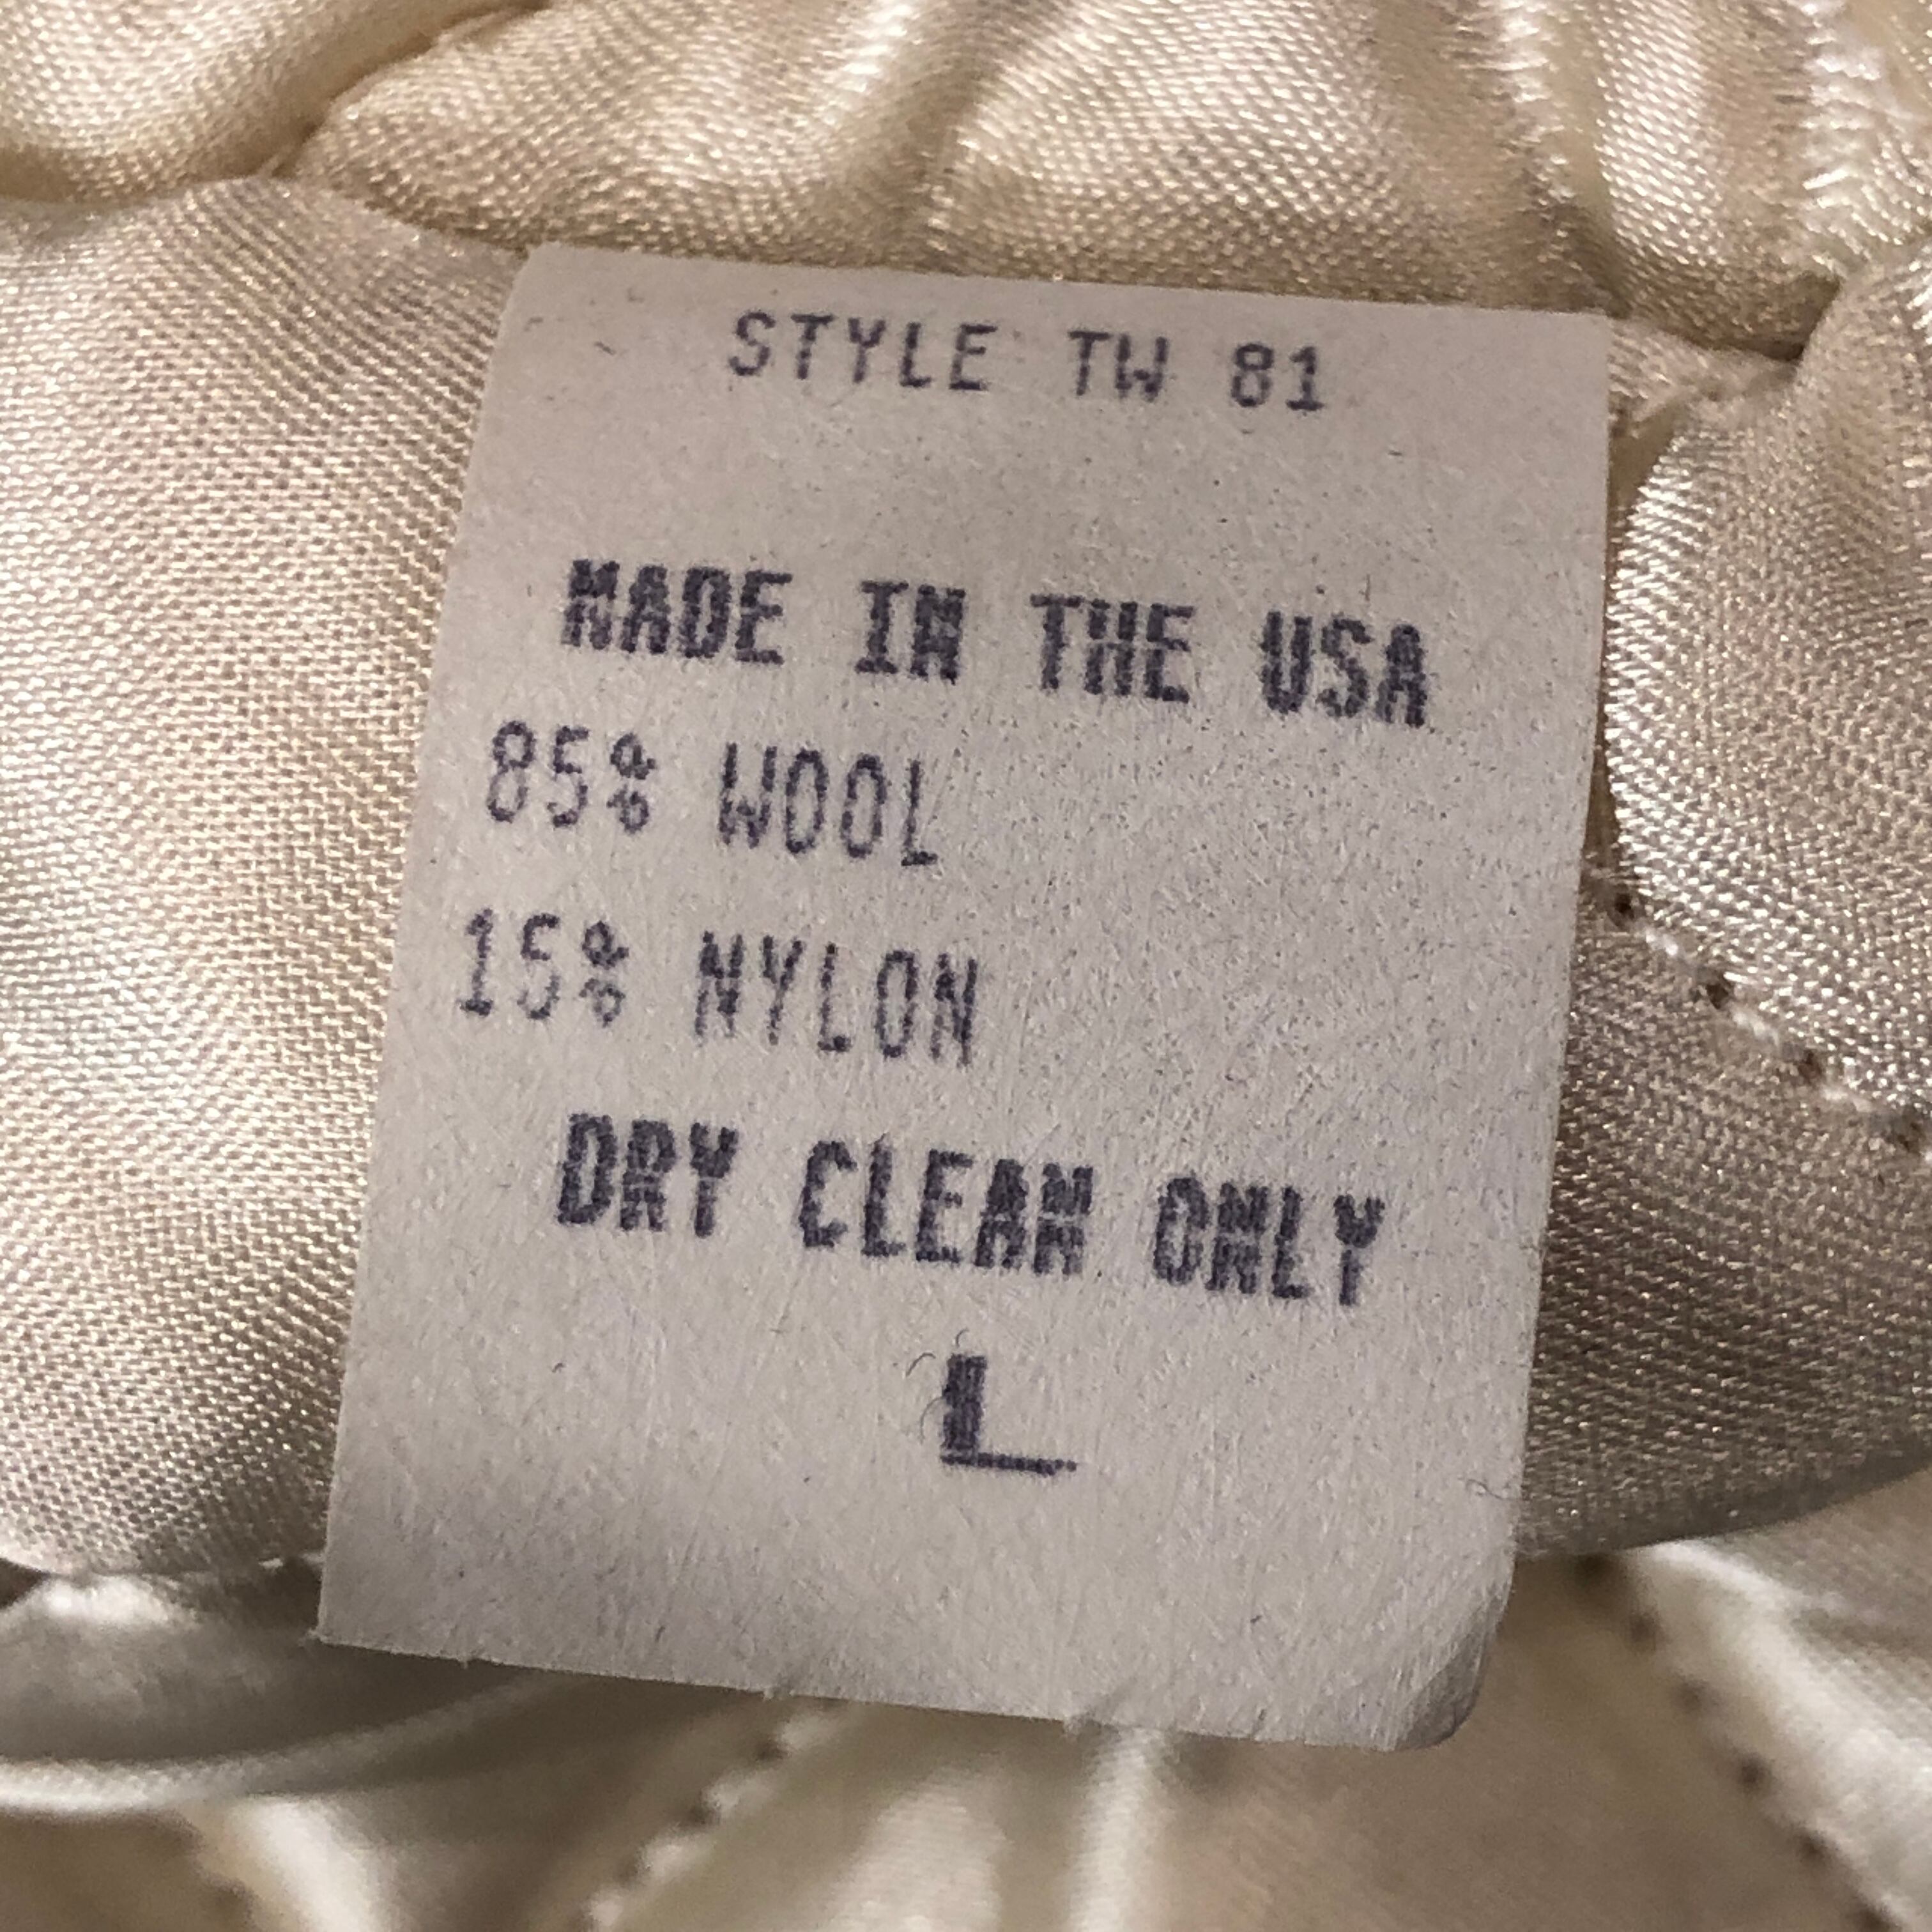 STYLE TW 81
MADE IN THE USA
85% WOOL
15% NYLON
DRY CLEAN ONLY
L